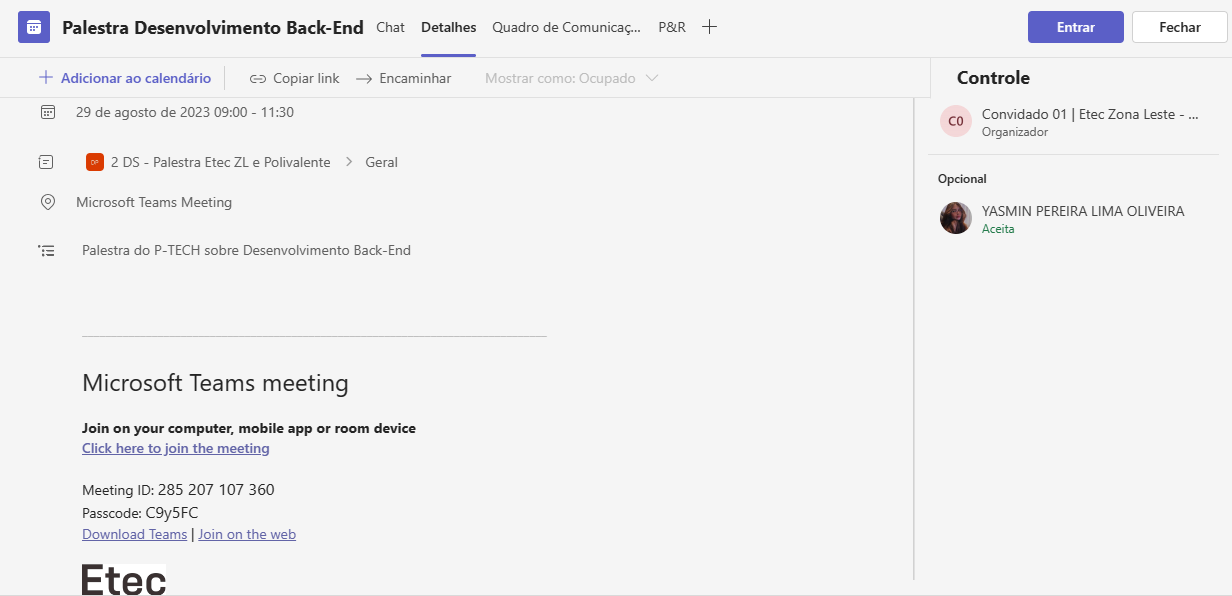 Palestra Desenvolvimento Back-End Chat Detalhes Quadro de Comunicaç... P&R Entrar Fechar
Adicionar ao calendário Copiar link Encaminhar Mostrar como: Ocupado
Controle
29 de agosto de 2023 09:00 - 11:30
C0 Convidado 01 | Etec Zona Leste - ...
Organizador
2 DS - Palestra Etec ZL e Polivalente Geral
Opcional
Microsoft Teams Meeting
YASMIN PEREIRA LIMA OLIVEIRA
Aceita
Palestra do P-TECH sobre Desenvolvimento Back-End
Microsoft Teams meeting
Join on your computer, mobile app or room device
Click here to join the meeting
Meeting ID: 285 207 107 360
Passcode: C9y5FC
Download Teams | Join on the web
Etec